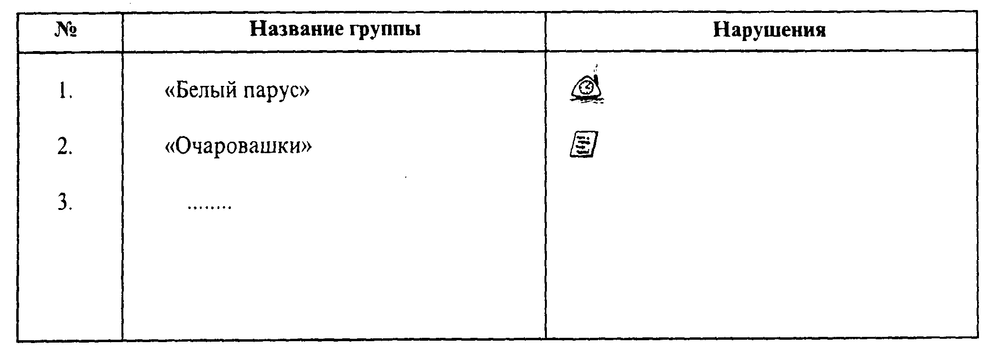 № Название группы Нарушения
1. «Белый парус»
2. «Очаровашки»
3. ........